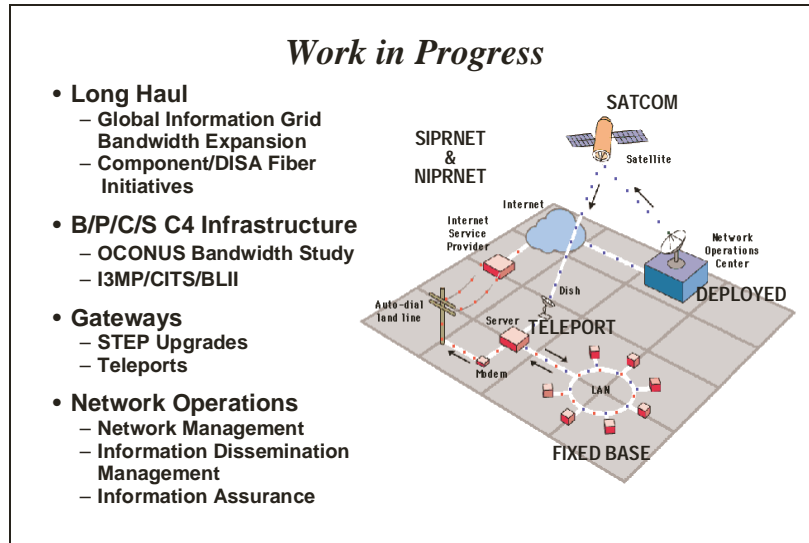 Work in Progress
• Long Haul
– Global Information Grid
Bandwidth Expansion
– Component/DISA Fiber
Initiatives
• B/P/C/S C4 Infrastructure
– OCONUS Bandwidth Study
– I3MP/CITS/BLII
• Gateways
– STEP Upgrades
– Teleports
• Network Operations
– Network Management
– Information Dissemination
Management
– Information Assurance
SATCOM
SIPRNET
&
NIPRNET
Satellite
Internet
Internet
Service
Provider
Network
Operations
Center
DEPLOYED
Dish
Auto-dial
land line
Server
TELEPORT
Modem
LAN
FIXED BASE